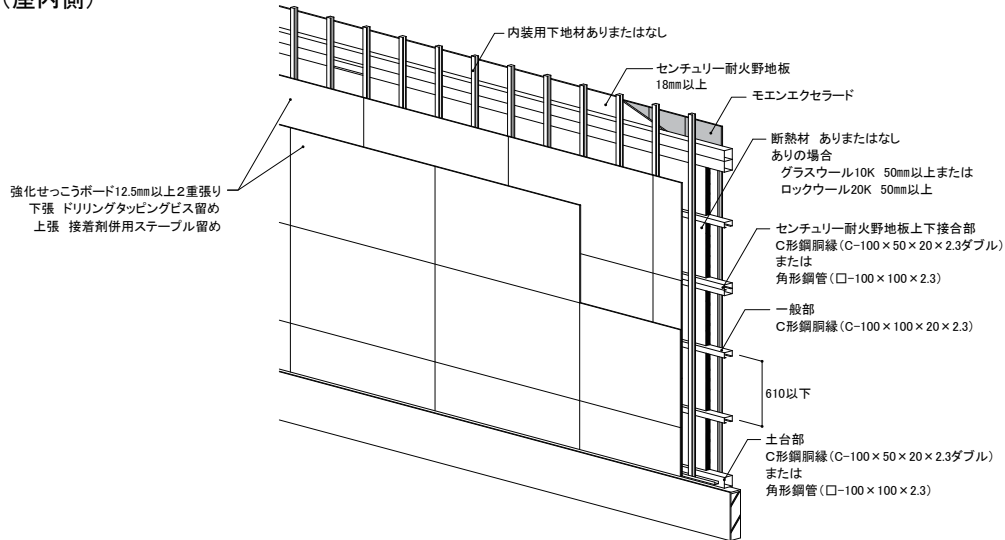 (屋内側)
内装用下地材ありまたはなし
センチュリー耐火野地板
18mm以上
モエンエクセラード
断熱材 ありまたはなし
ありの場合
グラスウール10K 50mm以上または
ロックウール20K 50mm以上
強化せっこうボード12.5mm以上2重張り
下張 ドリリングタッピングビス留め
上張 接着剤併用ステープル留め
センチュリー耐火野地板上下接合部
C形鋼胴縁(C-100×50×20×2.3ダブル)
または
角形鋼管(□-100×100×2.3)
一般部
C形鋼胴縁(C-100×100×20×2.3)
610以下
土台部
C形鋼胴縁(C-100×50×20×2.3ダブル)
または
角形鋼管(□-100×100×2.3)